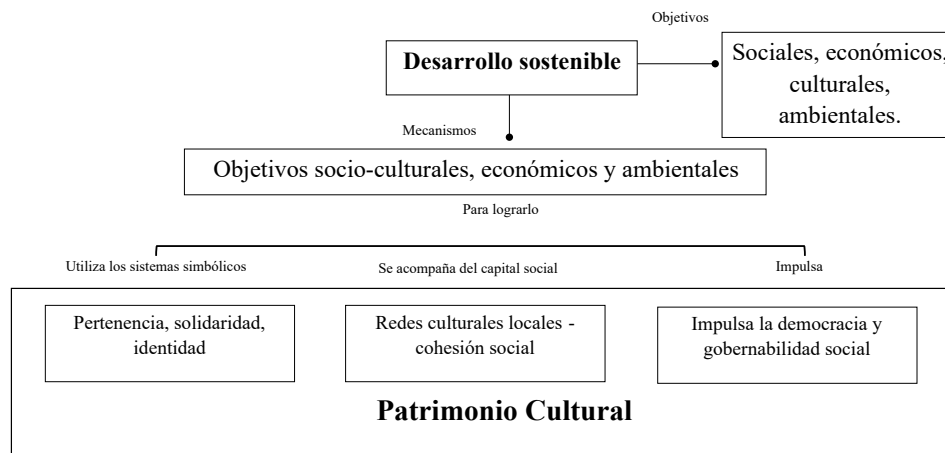 Objetivos
Desarrollo sostenible
Sociales, económicos,
culturales,
ambientales.
Mecanismos
Objetivos socio-culturales, económicos y ambientales
Para lograrlo
Utiliza los sistemas simbólicos
Se acompaña del capital social
Impulsa
Pertenencia, solidaridad,
identidad
Redes culturales locales -
cohesión social
Impulsa la democracia y
gobernabilidad social
Patrimonio Cultural